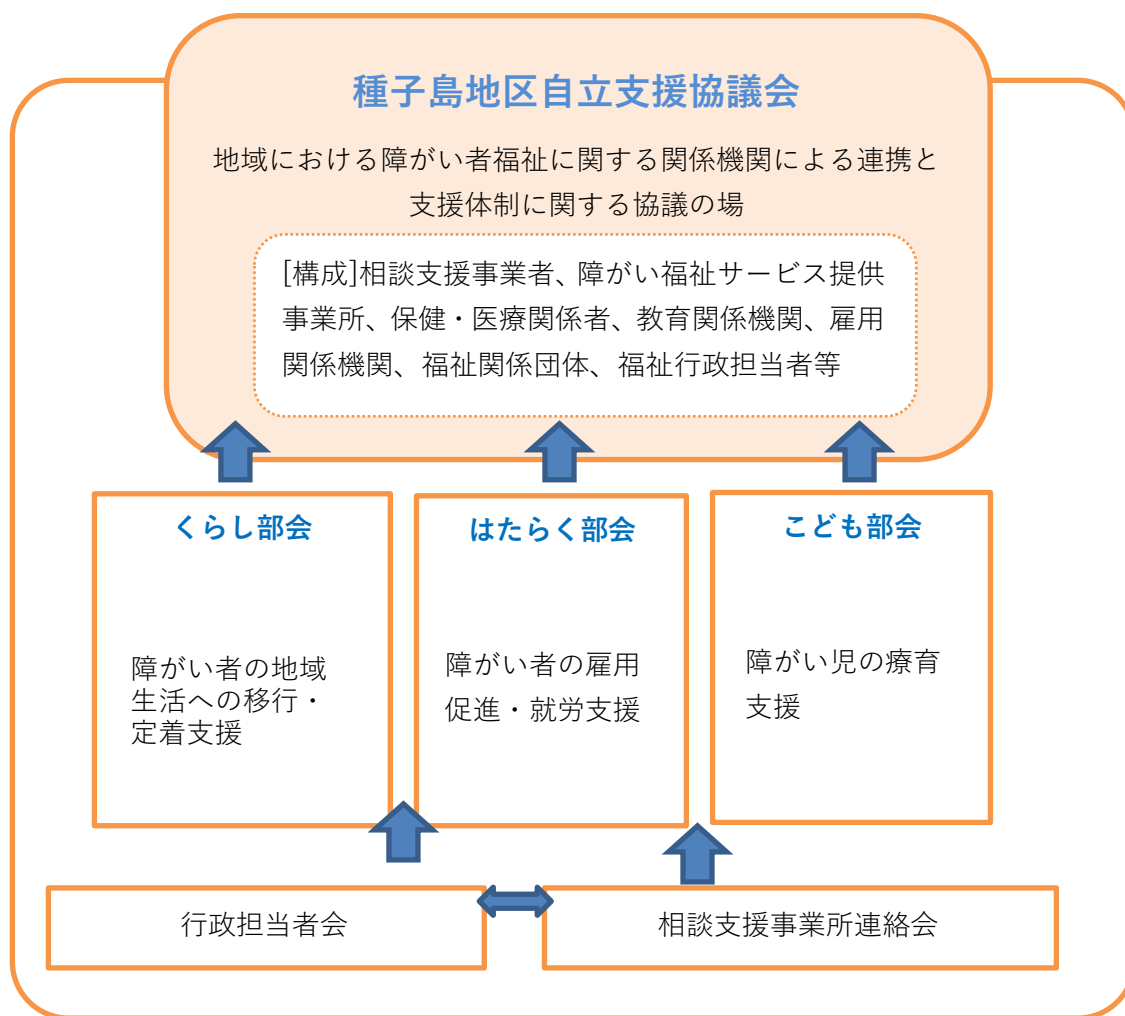 種子島地区自立支援協議会
地域における障がい者福祉に関する関係機関による連携と
支援体制に関する協議の場
[構成]相談支援事業者、障がい福祉サービス提供
事業所、保健・医療関係者、教育関係機関、雇用
関係機関、福祉関係団体、福祉行政担当者等
くらし部会
障がい者の地域
生活への移行・
定着支援
はたらく部会
障がい者の雇用
促進・就労支援
こども部会
障がい児の療育
支援
行政担当者会
相談支援事業所連絡会